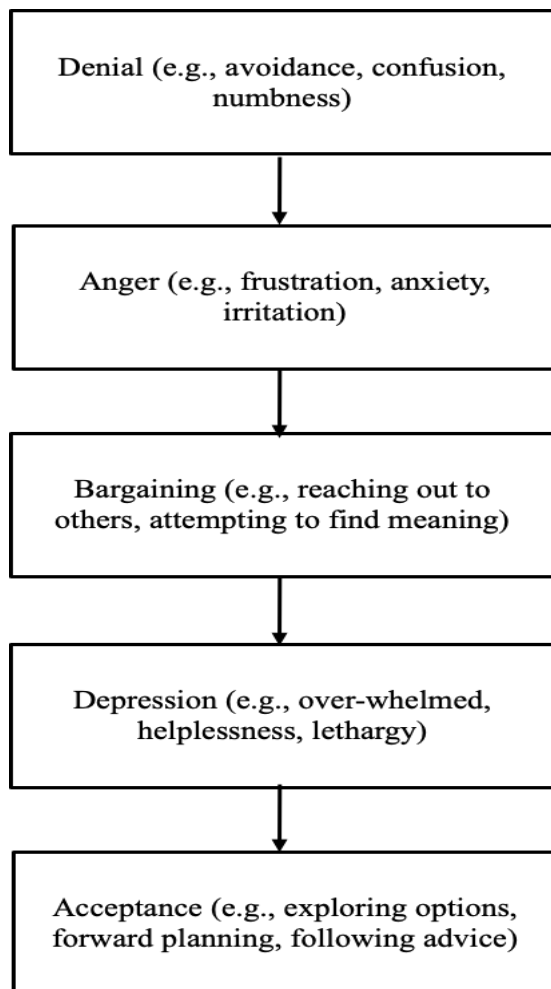 Denial (e.g., avoidance, confusion,
numbness)
Anger (e.g., frustration, anxiety,
irritation)
Bargaining (e.g., reaching out to
others, attempting to find meaning)
Depression (e.g., over-whelmed,
helplessness, lethargy)
Acceptance (e.g., exploring options,
forward planning, following advice)